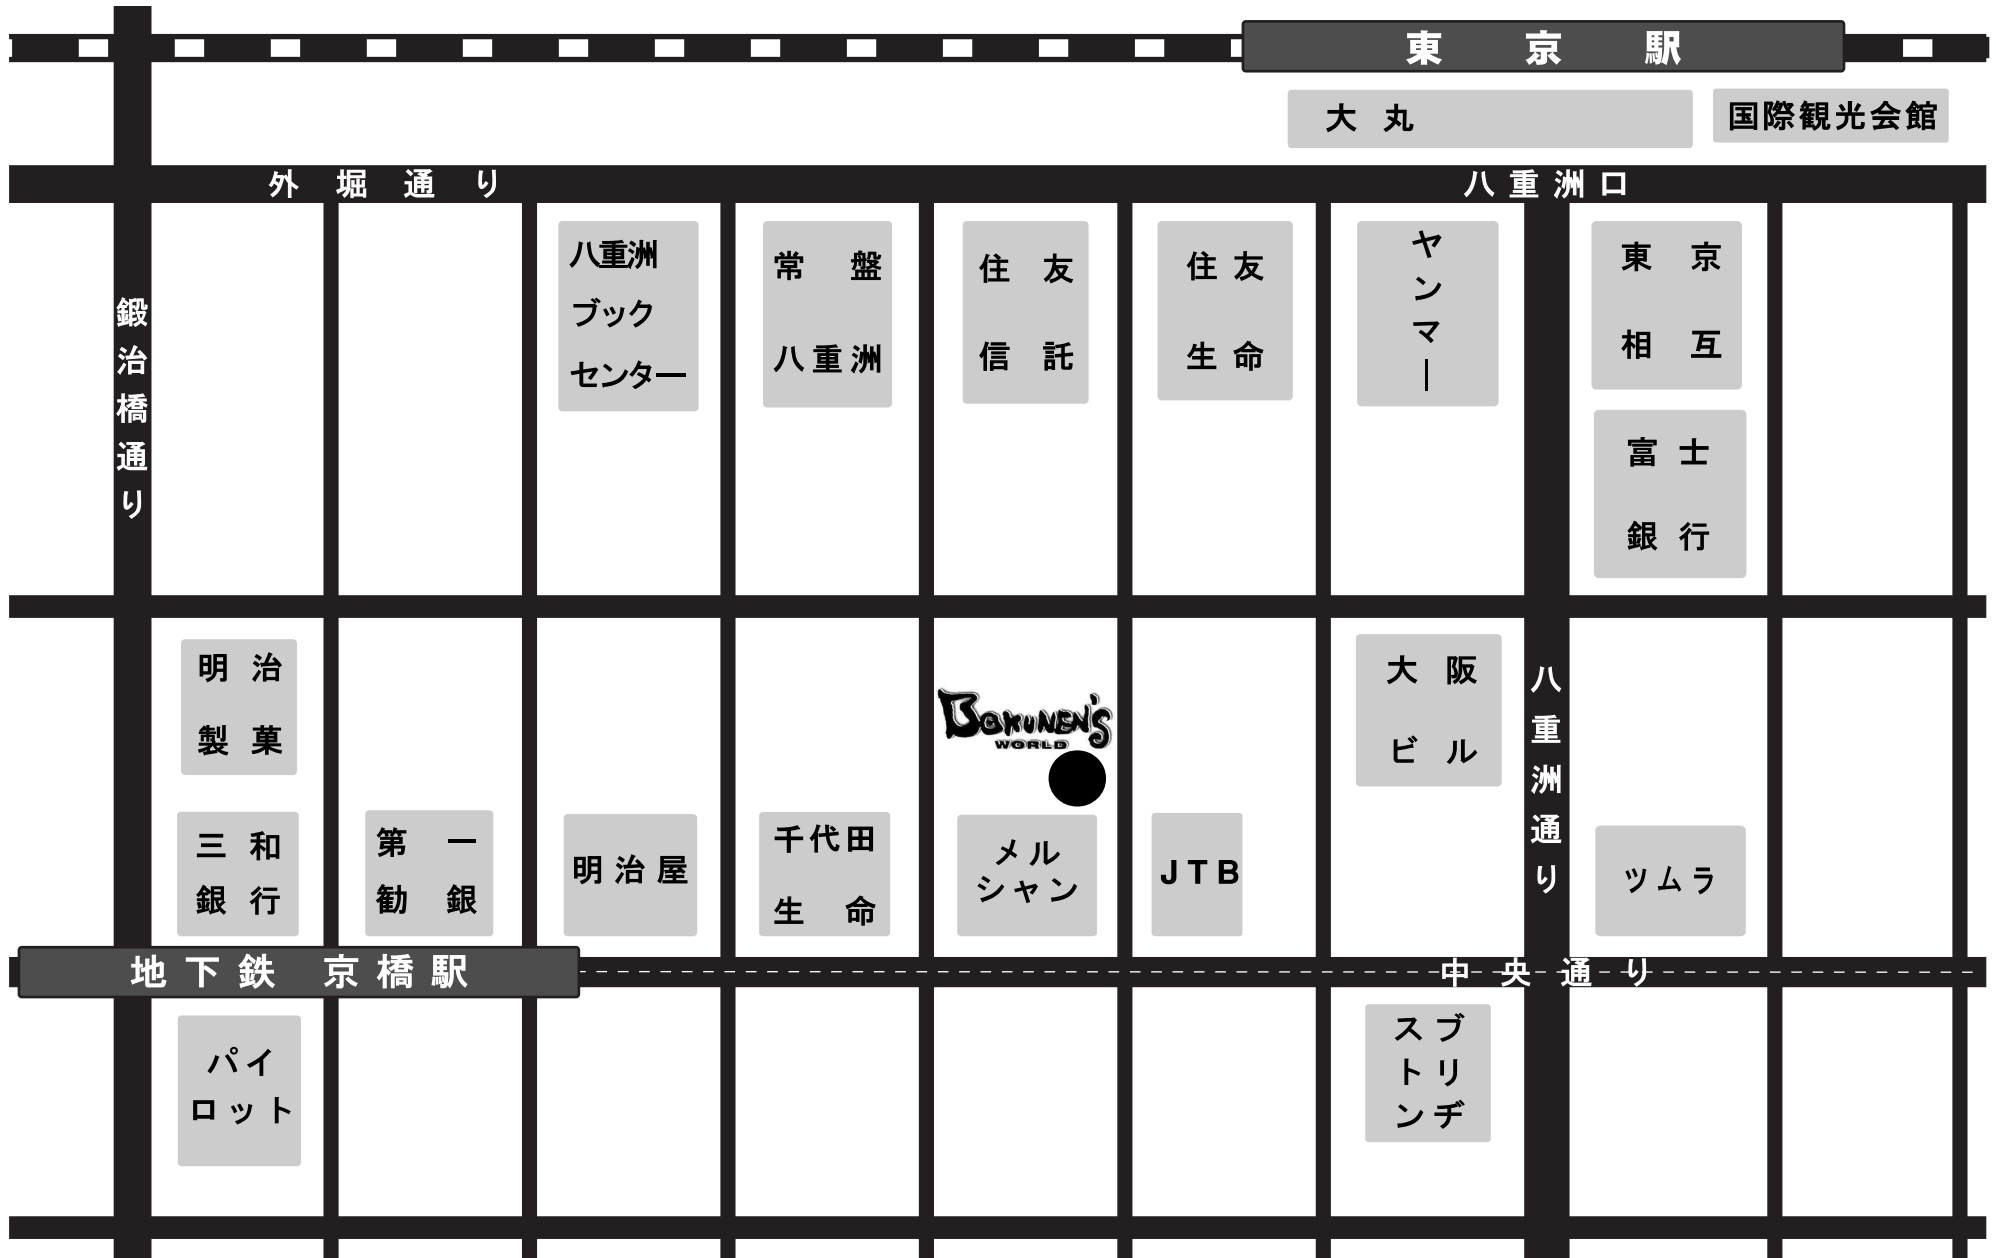 東京駅
大丸
国際観光会館
外堀通り
八重洲口
鍛治橋通り
八重洲
ブック
センター
常盤
八重洲
住友
信託
住友
生命
ヤンマー
東京
相互
富士
銀行
明治
製菓
BOKUNEN'S
WORLD
大阪
ビル
八重洲通り
三和
銀行
第一
勧銀
明治屋
千代田
生命
メル
シャン
JTB
ツムラ
地下鉄 京橋駅
中央通り
パイ
ロット
ブリヂ
ストン